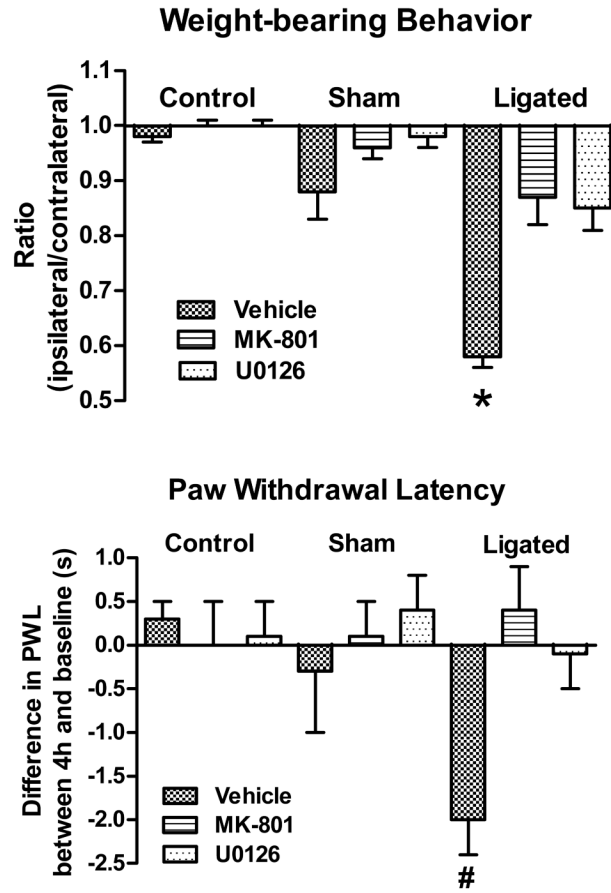 Weight-bearing Behavior
Control Sham Ligated
1.1
1.0
0.9
0.8
0.7
0.6
0.5
Ratio
(ipsilateral/contralateral)
Vehicle
MK-801
U0126
*
Paw Withdrawal Latency
Control Sham Ligated
1.0
0.5
0.0
-0.5
-1.0
-1.5
-2.0
-2.5
Difference in PWL
between 4h and baseline (s)
Vehicle
MK-801
U0126
#